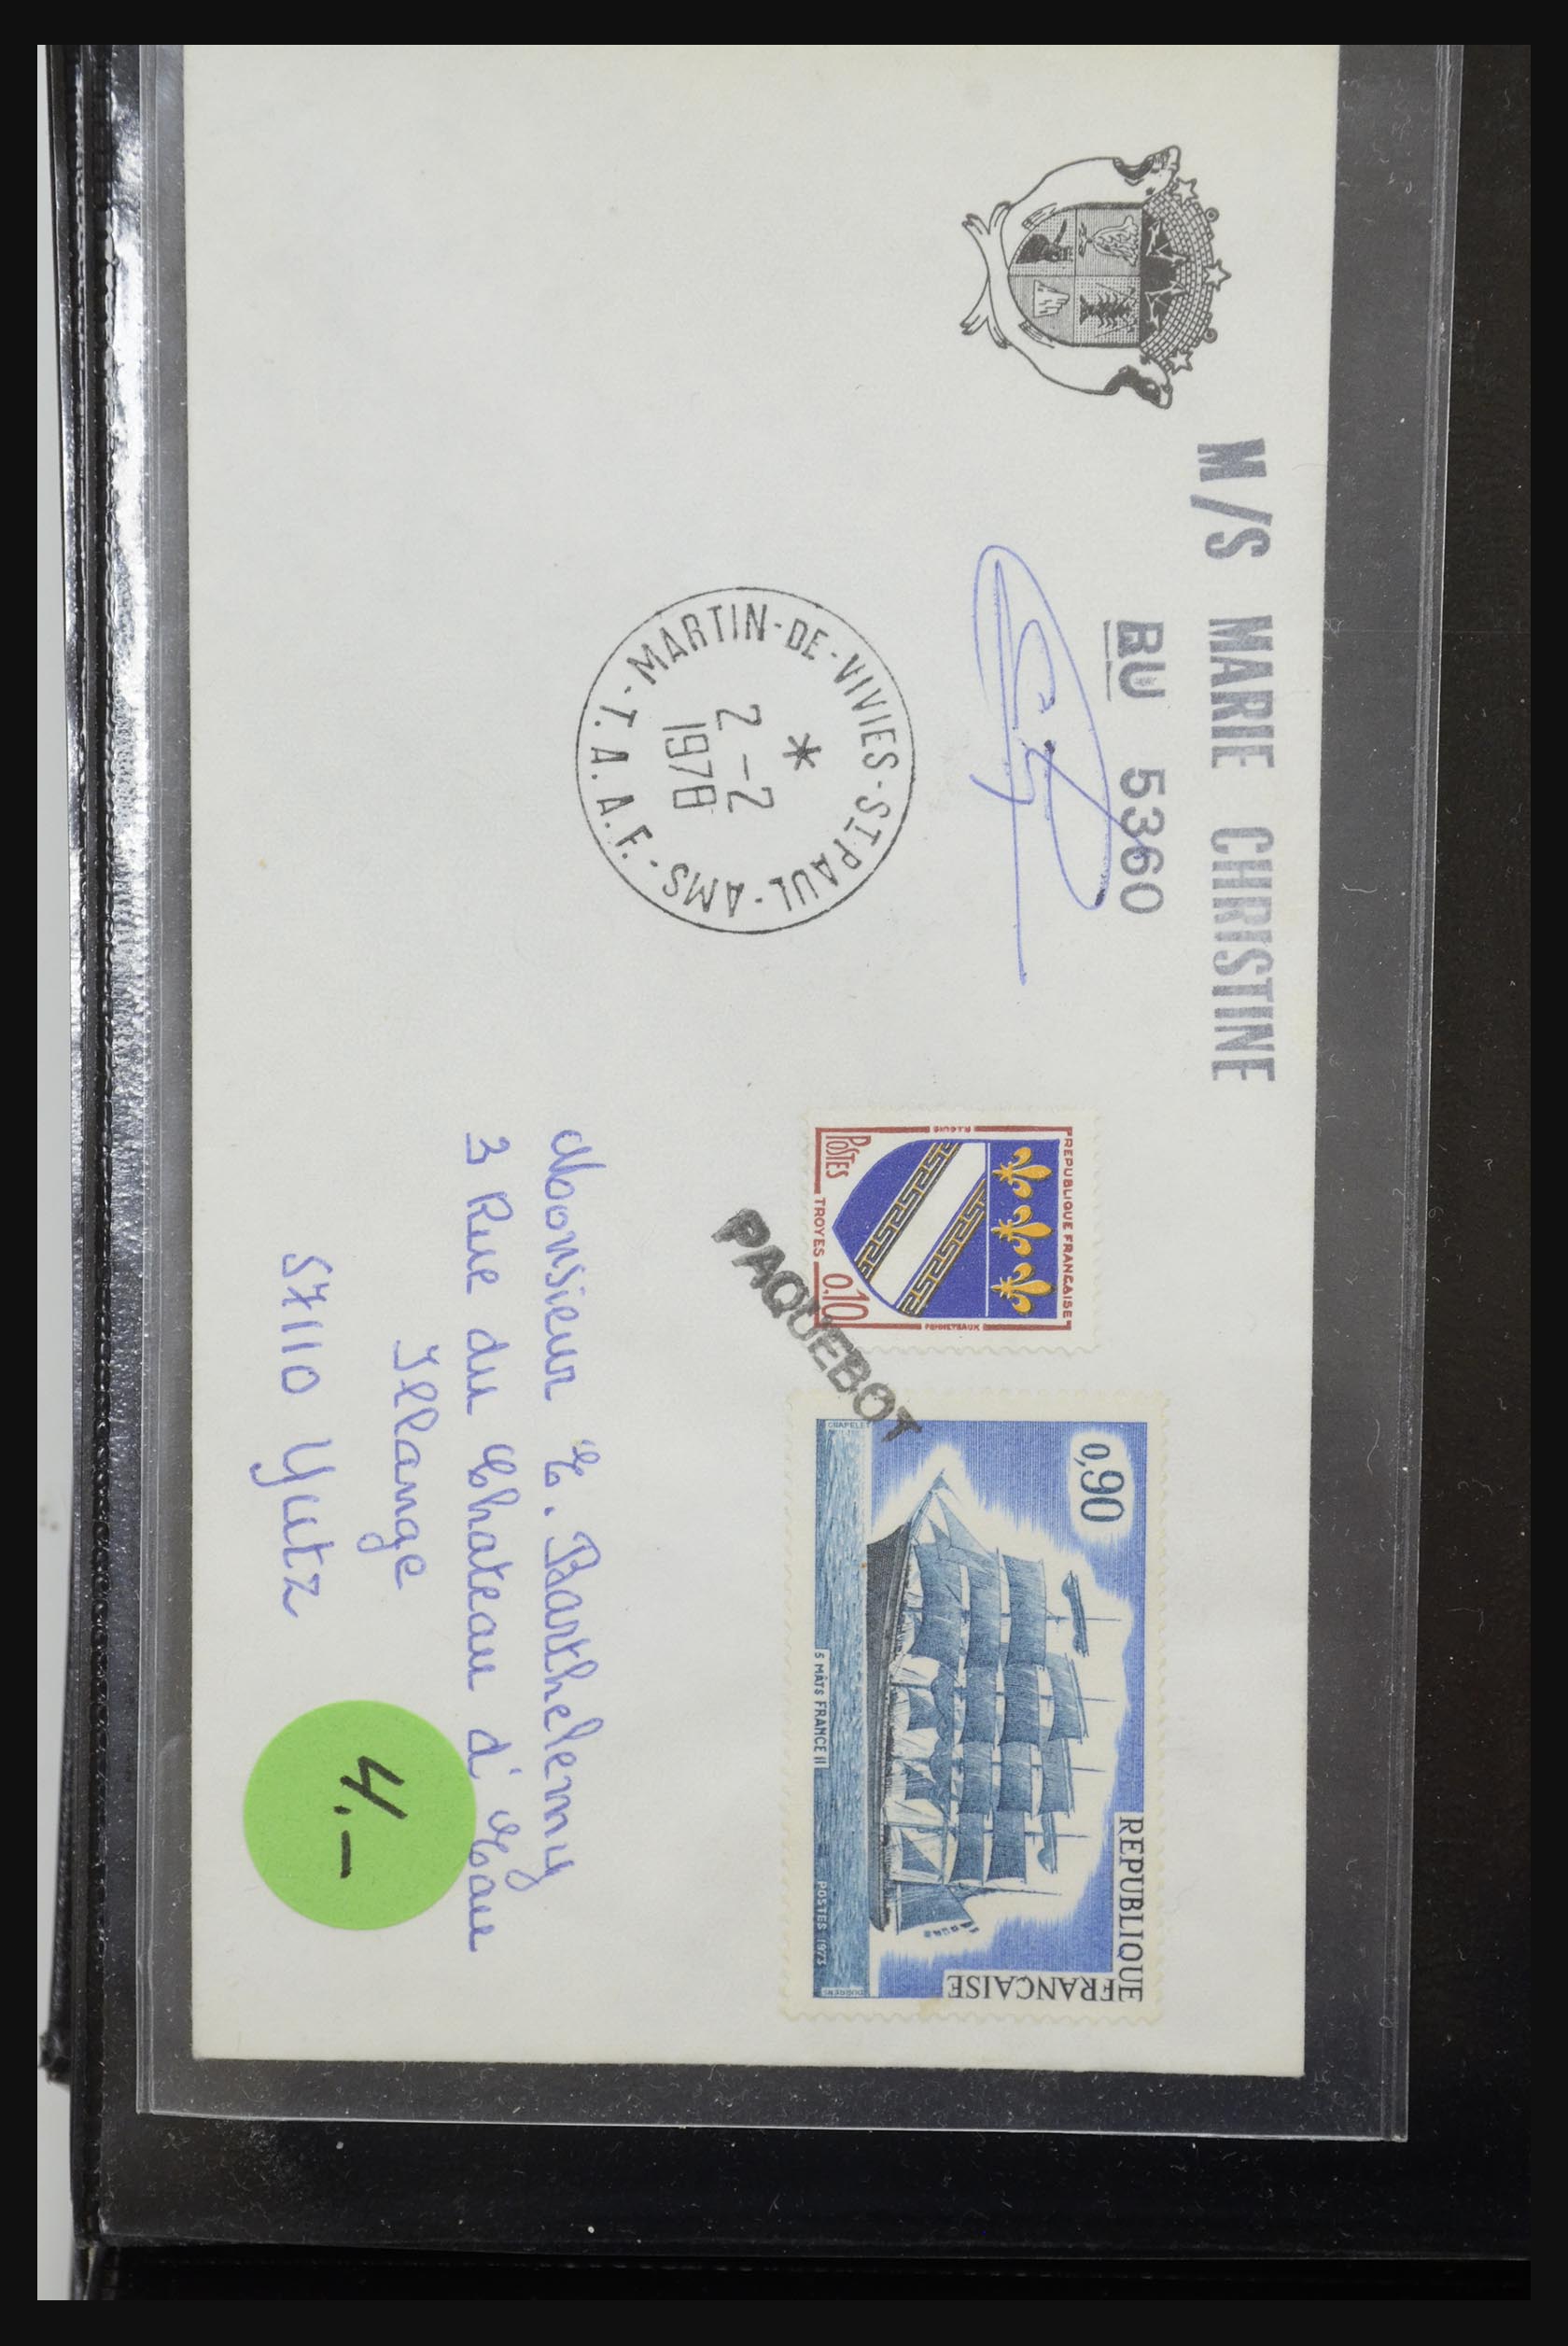 M/S MARIE CHRISTINE
RU 5360
MARTIN-DE-VIVIES-ST PAUL-AMS-
T.A.A.F.-
*
2-2
1978
REPUBLIQUE FRANÇAISE
POSTES
TROYES
0,10
PAQUEBOT
0,90
REPUBLIQUE
FRANÇAISE
5 MÂTS FRANCE II
POSTES 1973
Monsieur E. Barthelemy
3 Rue du Chateau d'Eau
Illange
57110 Yutz
4.-